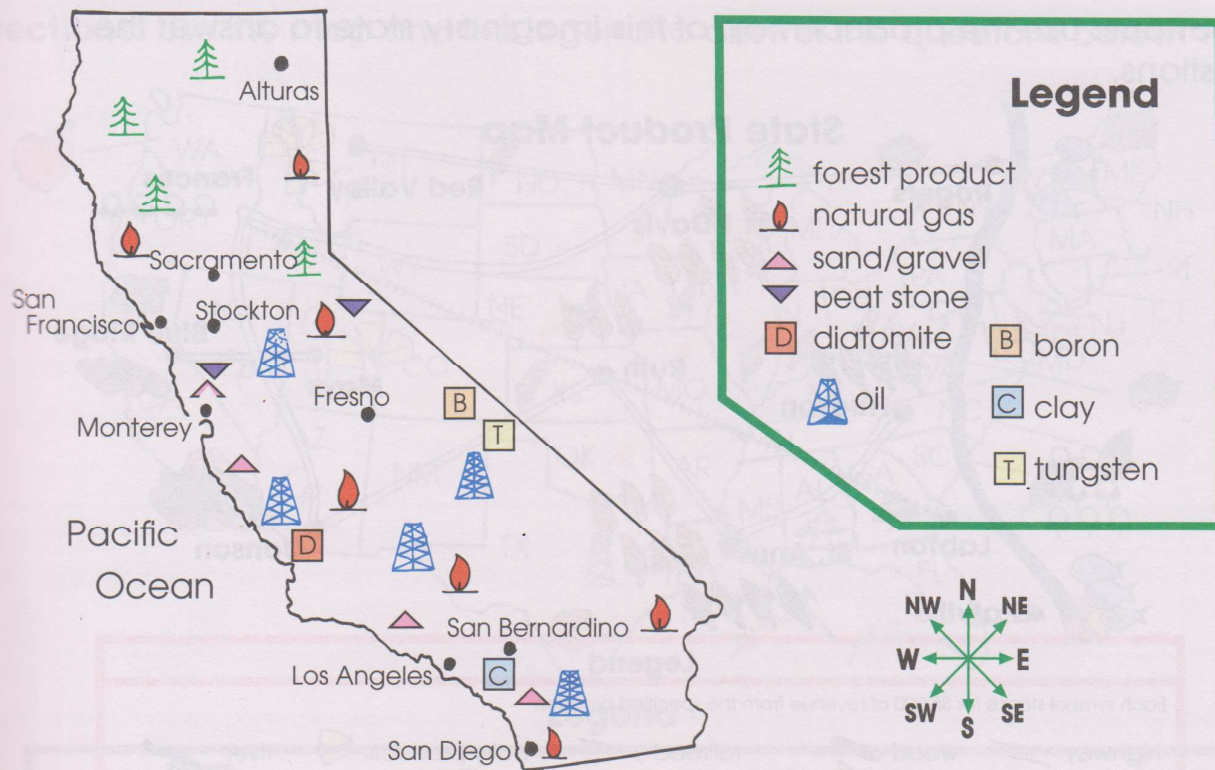 Legend
forest product
natural gas
sand/gravel
peat stone
D diatomite
B boron
oil
C clay
T tungsten
Alturas
Sacramento
San
Francisco
Stockton
Monterey
Fresno
B
T
D
Pacific
Ocean
San Bernardino
Los Angeles
C
San Diego
N
NW NE
W E
SW SE
S